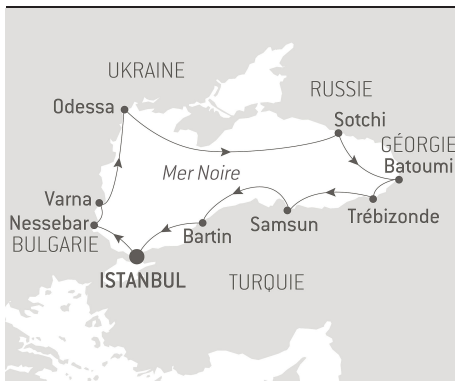 UKRAINE
Odessa
RUSSIE
Sotchi
GÉORGIE
Batoumi
Mer Noire
Varna
Nessebar
BULGARIE
Bartin
Samsun
Trébizonde
ISTANBUL
TURQUIE